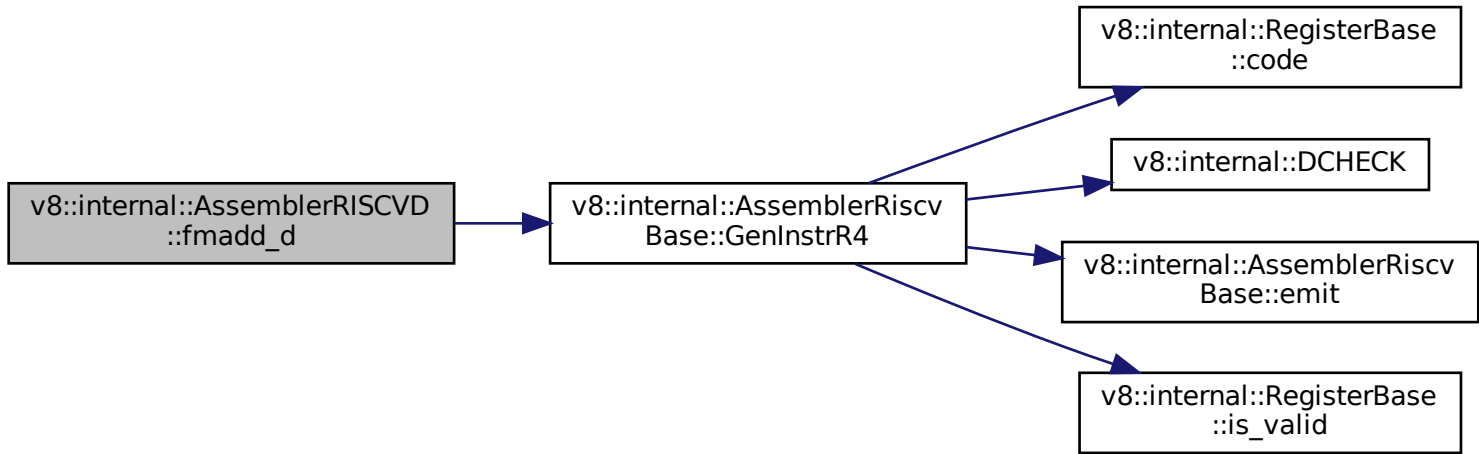 v8::internal::AssemblerRISCVD
::fmadd_d
v8::internal::AssemblerRiscv
Base::GenInstrR4
v8::internal::RegisterBase
::code
v8::internal::DCHECK
v8::internal::AssemblerRiscv
Base::emit
v8::internal::RegisterBase
::is_valid